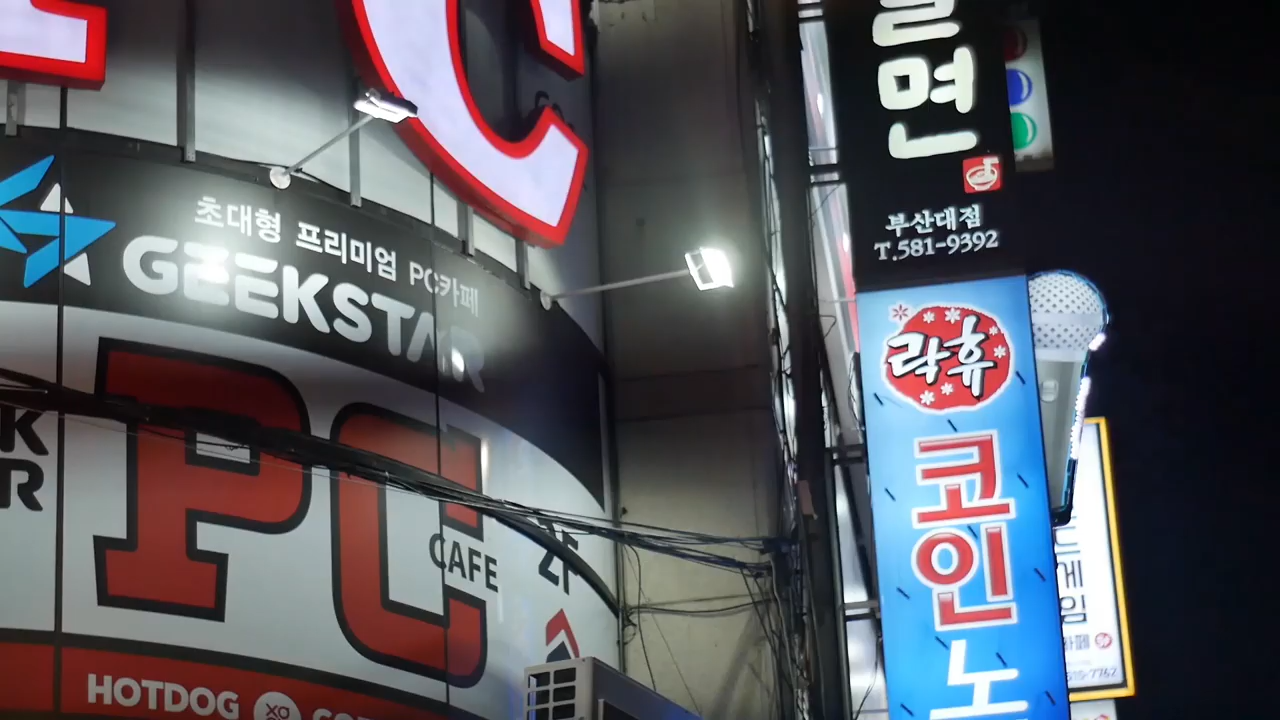 C
초대형 프리미엄 PC카페
GEEKSTAR
PC
CAFE
2F
HOTDOG
면
부산대점
T.581-9392
락휴
코인노